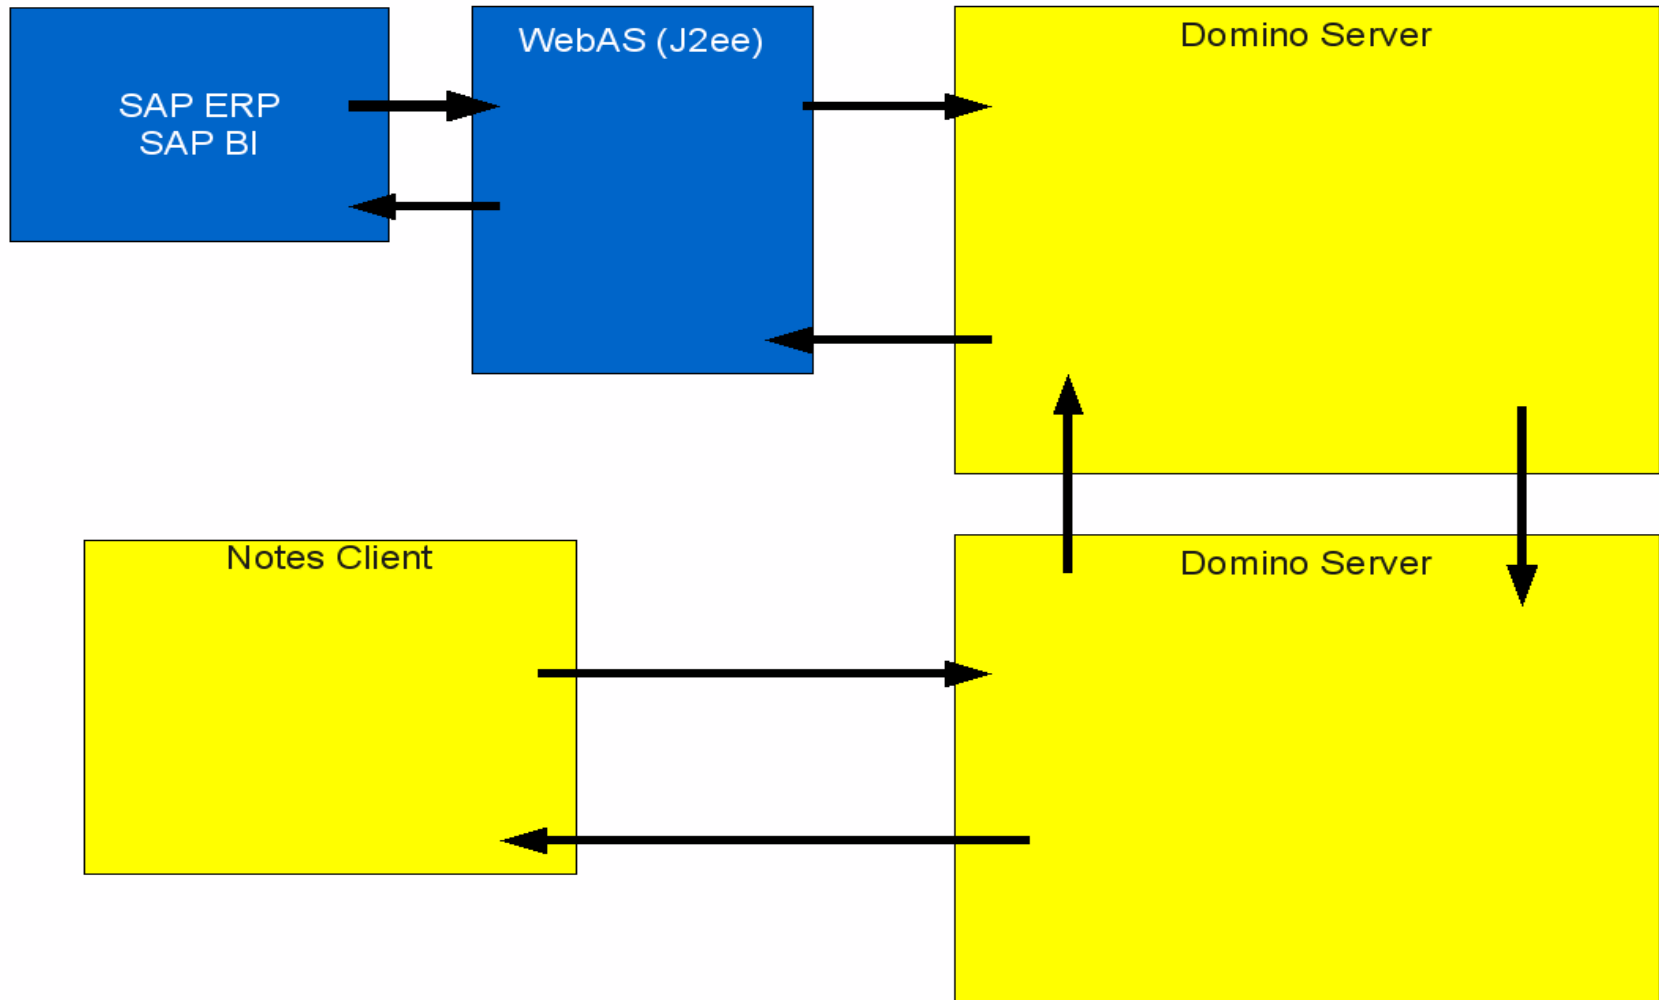 SAP ERP
SAP BI
WebAS (J2ee)
Domino Server
Notes Client
Domino Server